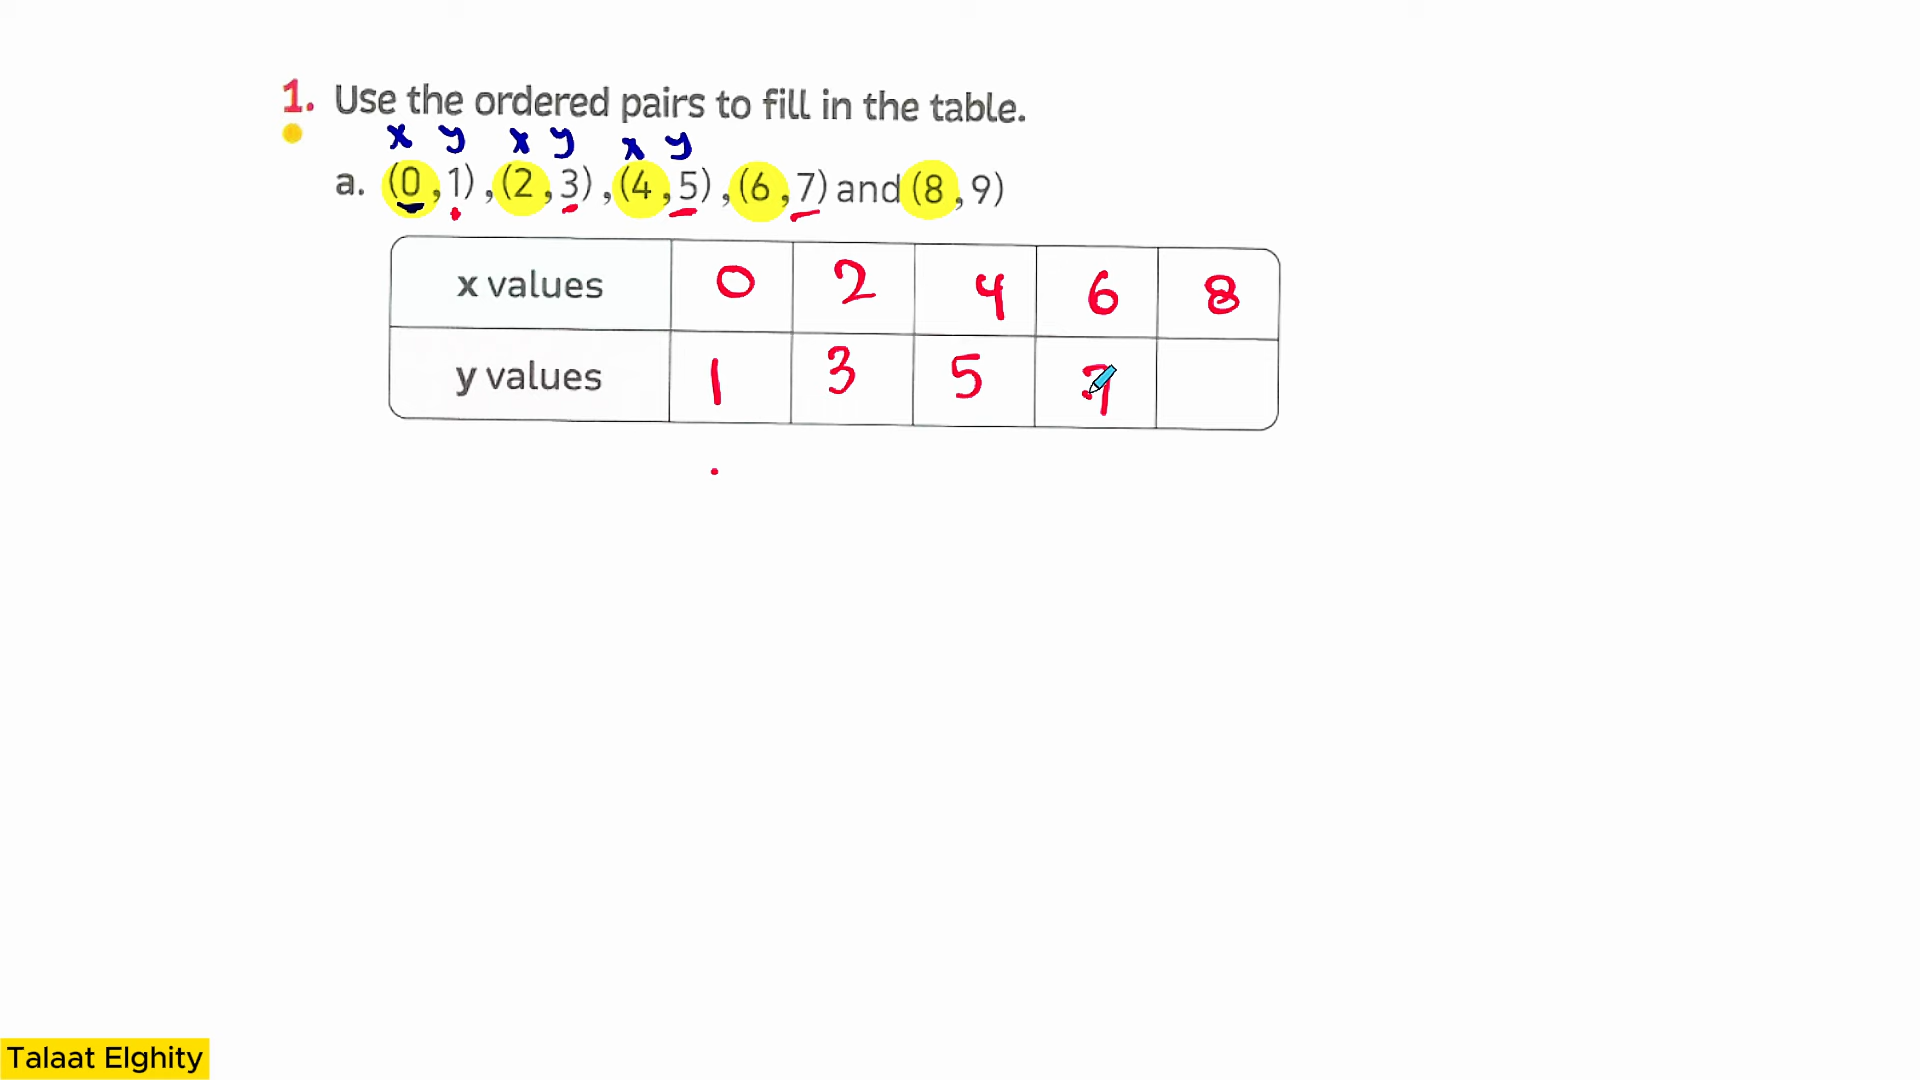 1. Use the ordered pairs to fill in the table.
x y x y x y
a. (0,1),(2,3),(4,5),(6,7) and (8,9)
x values 0 2 4 6 8
y values 1 3 5 7
Talaat Elghity